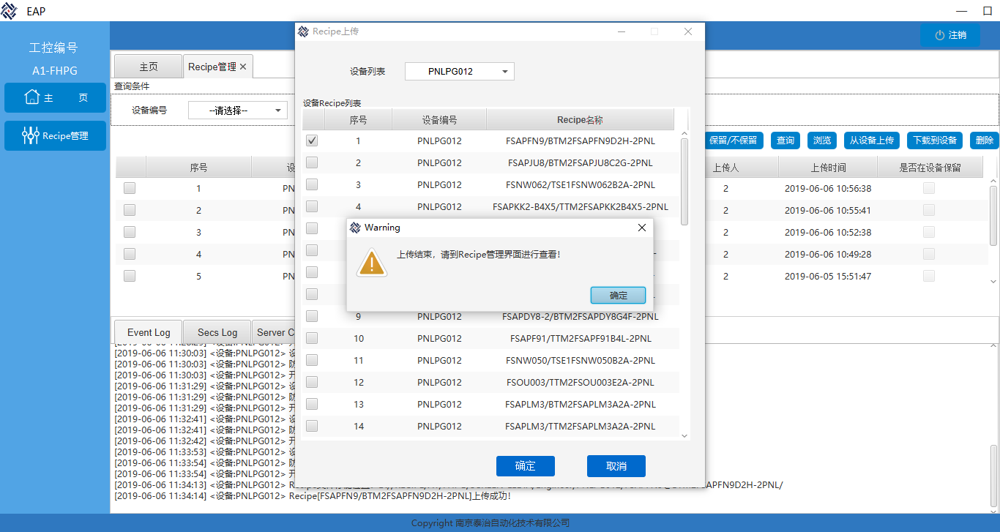 EAP
工控编号
A1-FHPG
主 页
Recipe管理
注销
主页
Recipe管理
查询条件
设备编号
--请选择--
保留/不保留
查询
浏览
从设备上传
下载到设备
删除
序号
设
上传人
上传时间
是否在设备保留
1 PN 2 2019-06-06 10:56:38
2 PN 2 2019-06-06 10:55:41
3 PN 2 2019-06-06 10:52:38
4 PN 2 2019-06-06 10:49:28
5 PN 2 2019-06-05 15:51:47
Recipe上传
设备列表
PNLPG012
设备Recipe列表
序号 设备编号 Recipe名称
1 PNLPG012 FSAPFN9/BTM2FSAPFN9D2H-2PNL
2 PNLPG012 FSAPJU8/BTM2FSAPJU8C2G-2PNL
3 PNLPG012 FSNW062/TSE1FSNW062B2A-2PNL
4 PNLPG012 FSAPKK2-B4X5/TTM2FSAPKK2B4X5-2PNL
Warning
上传结束，请到Recipe管理界面进行查看!
确定
9 PNLPG012 FSAPDY8-2/BTM2FSAPDY8G4F-2PNL
10 PNLPG012 FSAPF91/TTM2FSAPF91B4L-2PNL
11 PNLPG012 FSNW050/TSE1FSNW050B2A-2PNL
12 PNLPG012 FSOU003/TTM2FSOU003E2A-2PNL
13 PNLPG012 FSAPLM3/BTM2FSAPLM3A2A-2PNL
14 PNLPG012 FSAPLM3/TTM2FSAPLM3A2A-2PNL
确定
取消
Event Log
Secs Log
Server C
[2019-06-06 11:30:03] <设备:PNLPG012> 设
[2019-06-06 11:30:03] <设备:PNLPG012> 防
[2019-06-06 11:30:03] <设备:PNLPG012> 开
[2019-06-06 11:31:29] <设备:PNLPG012> 设
[2019-06-06 11:31:29] <设备:PNLPG012> 防
[2019-06-06 11:31:29] <设备:PNLPG012> 开
[2019-06-06 11:32:41] <设备:PNLPG012> 设
[2019-06-06 11:32:41] <设备:PNLPG012> 防
[2019-06-06 11:32:42] <设备:PNLPG012> 开
[2019-06-06 11:33:53] <设备:PNLPG012> 设
[2019-06-06 11:33:54] <设备:PNLPG012> 防
[2019-06-06 11:33:54] <设备:PNLPG012> 开
[2019-06-06 11:34:13] <设备:PNLPG012>
[2019-06-06 11:34:14] <设备:PNLPG012> Recipe[FSAPFN9/BTM2FSAPFN9D2H-2PNL]上传成功!
Copyright 南京泰治自动化技术有限公司